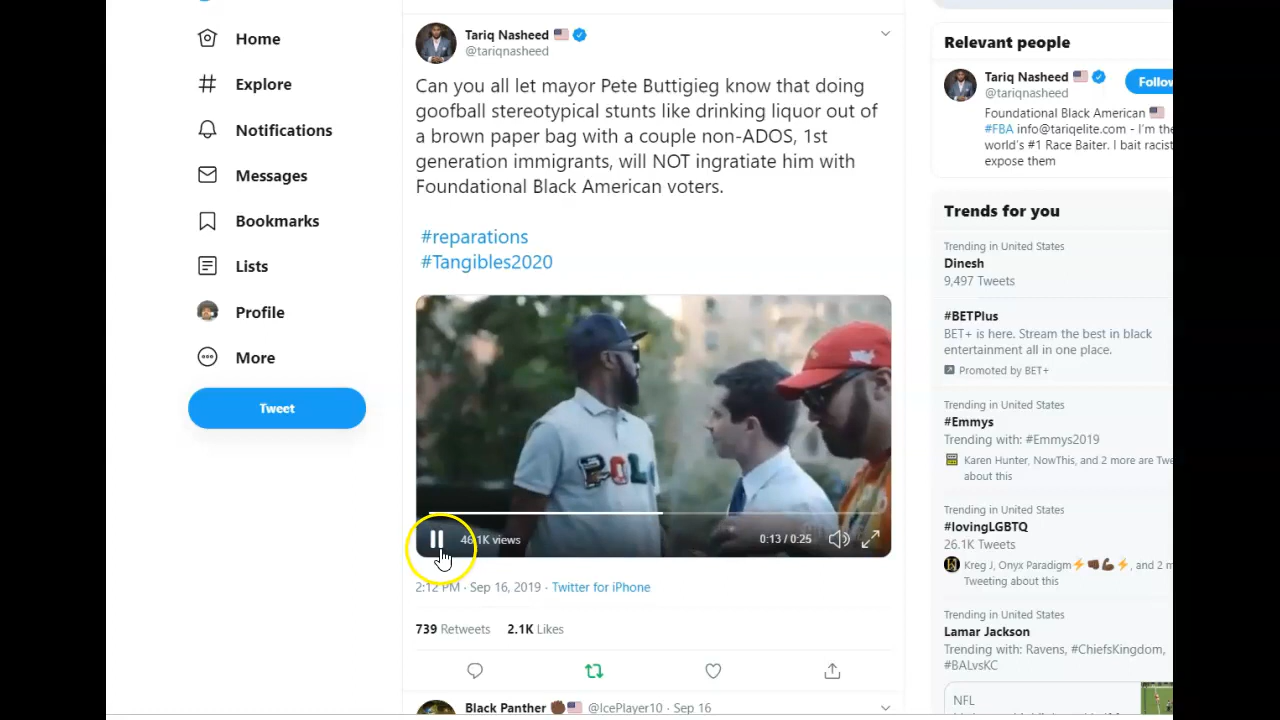 Home
Explore
Notifications
Messages
Bookmarks
Lists
Profile
More
Tweet
Tariq Nasheed
@tariqnasheed
Can you all let mayor Pete Buttigieg know that doing
goofball stereotypical stunts like drinking liquor out of
a brown paper bag with a couple non-ADOS, 1st
generation immigrants, will NOT ingratiate him with
Foundational Black American voters.
#reparations
#Tangibles2020
POLO
46.1K views
0:13 / 0:25
2:12 PM · Sep 16, 2019 · Twitter for iPhone
739 Retweets 2.1K Likes
Black Panther @IcePlayer10 · Sep 16
Relevant people
Tariq Nasheed
@tariqnasheed
Follow
Foundational Black American
#FBA info@tariqelite.com - I'm the
world's #1 Race Baiter. I bait racist
expose them
Trends for you
Trending in United States
Dinesh
9,497 Tweets
#BETPlus
BET+ is here. Stream the best in black
entertainment all in one place.
Promoted by BET+
Trending in United States
#Emmys
Trending with: #Emmys2019
Karen Hunter, NowThis, and 2 more are Twe
about this
Trending in United States
#lovingLGBTQ
26.1K Tweets
Kreg J, Onyx Paradigm , and 2 m
Tweeting about this
Trending in United States
Lamar Jackson
Trending with: Ravens, #ChiefsKingdom,
#BALvsKC
NFL